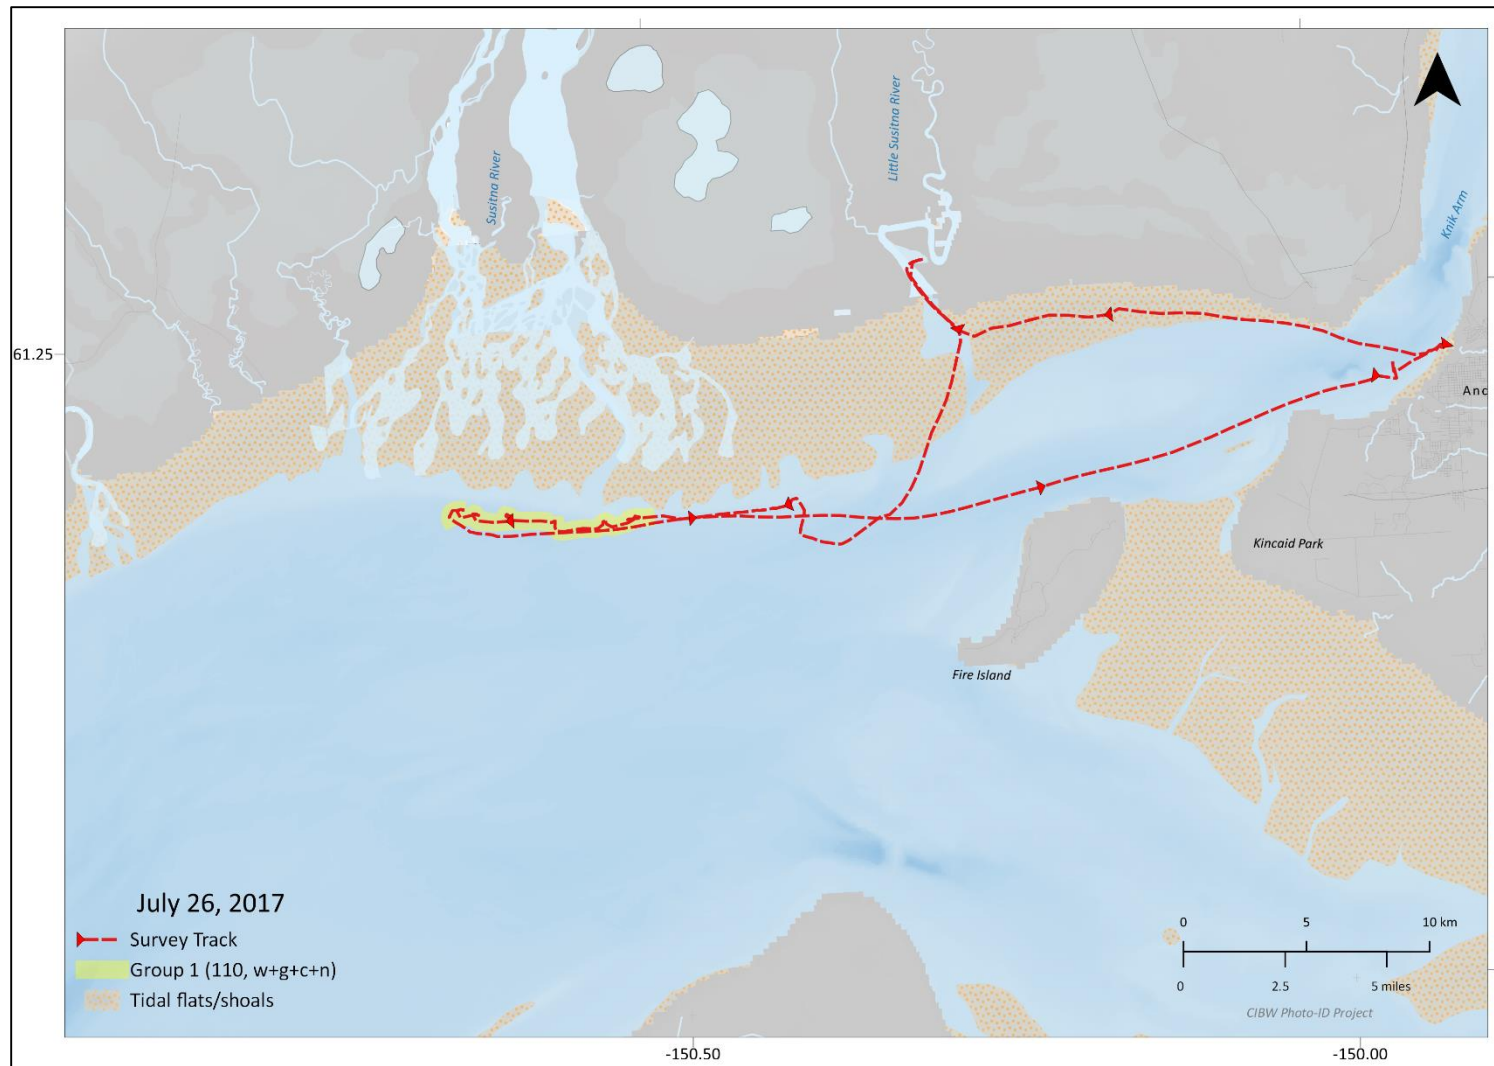 Susitna River
Little Susitna River
Knik Arm
61.25
Anc
Kincaid Park
Fire Island
July 26, 2017
Survey Track
Group 1 (110, w+g+c+n)
Tidal flats/shoals
0 5 10 km
0 2.5 5 miles
CIBW Photo-ID Project
-150.50 -150.00